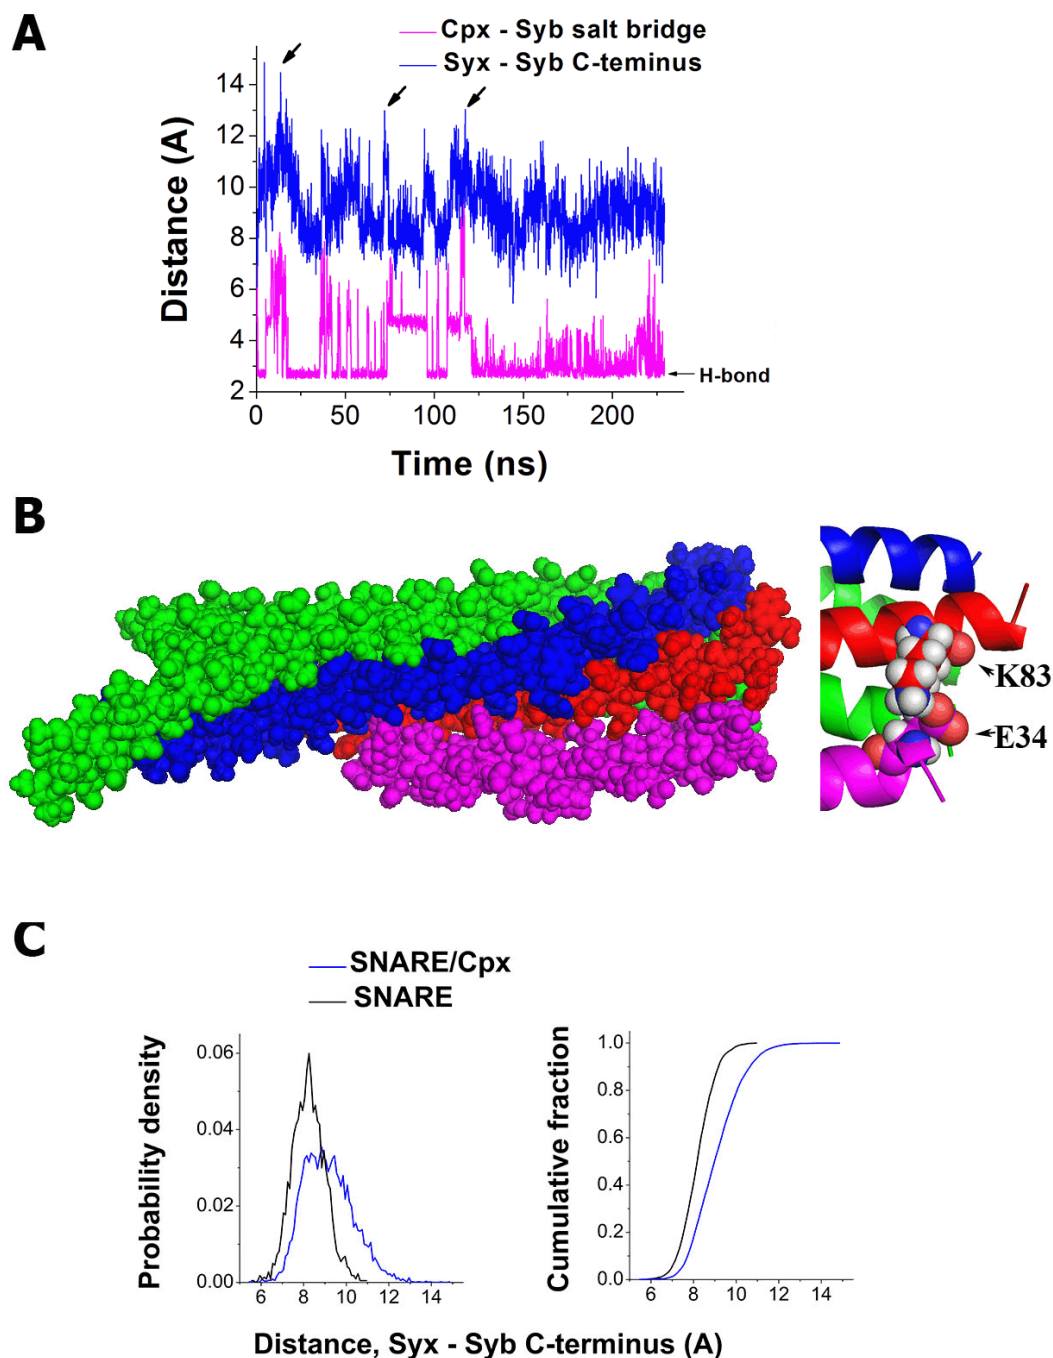 A
Cpx - Syb salt bridge
Syx - Syb C-teminus
Distance (A)
14
12
10
8
6
4
2
H-bond
0 50 100 150 200
Time (ns)
B
K83
E34
C
SNARE/Cpx
SNARE
Probability density
0.06
0.04
0.02
0.00
6 8 10 12 14
Cumulative fraction
1.0
0.8
0.6
0.4
0.2
0.0
6 8 10 12 14
Distance, Syx - Syb C-terminus (A)